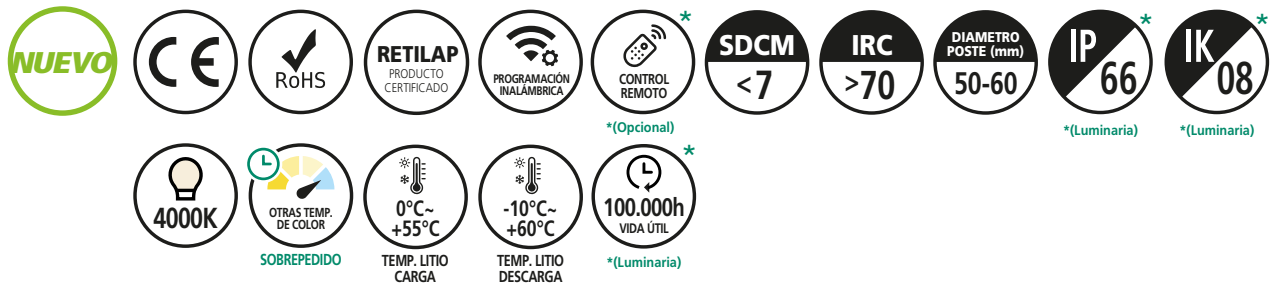 NUEVO
CE
RoHS
RETILAP
PRODUCTO
CERTIFICADO
PROGRAMACIÓN
INALÁMBRICA
*
CONTROL
REMOTO
*(Opcional)
SDCM
<7
IRC
>70
DIAMETRO
POSTE (mm)
50-60
*
IP
66
*(Luminaria)
*
IK
08
*(Luminaria)
4000K
OTRAS TEMP.
DE COLOR
SOBREPEDIDO
0°C~
+55°C
TEMP. LITIO
CARGA
-10°C~
+60°C
TEMP. LITIO
DESCARGA
*
100.000h
VIDA ÚTIL
*(Luminaria)